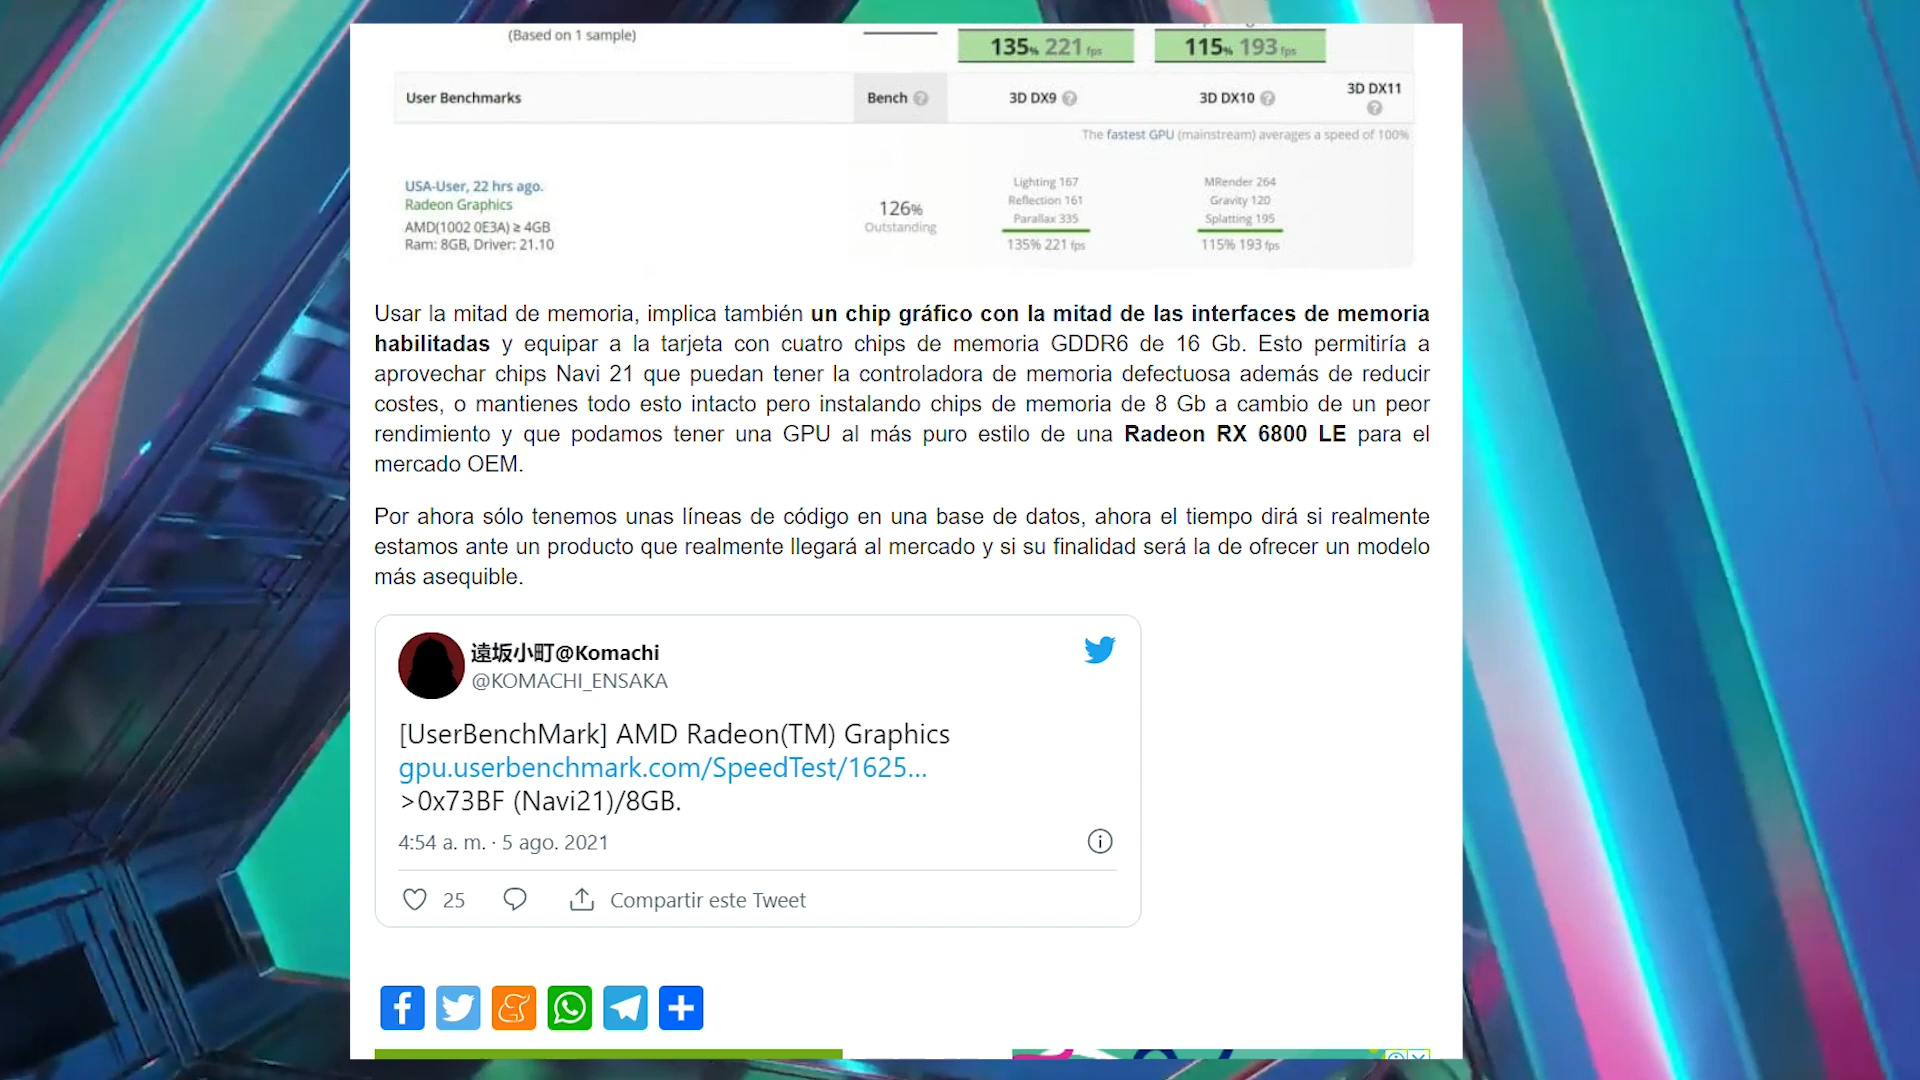 (Based on 1 sample)
135% 221 fps 115% 193 fps
User Benchmarks Bench 3D DX9 3D DX10 3D DX11
The fastest GPU (mainstream) averages a speed of 100%
USA-User, 22 hrs ago.
Radeon Graphics
AMD(1002 0E3A) ≥ 4GB
Ram: 8GB, Driver: 21.10
126%
Outstanding
Lighting 167
Reflection 161
Parallax 335
135% 221 fps
MRender 264
Gravity 120
Splatting 195
115% 193 fps
Usar la mitad de memoria, implica también un chip gráfico con la mitad de las interfaces de memoria
habilitadas y equipar a la tarjeta con cuatro chips de memoria GDDR6 de 16 Gb. Esto permitiría a
aprovechar chips Navi 21 que puedan tener la controladora de memoria defectuosa además de reducir
costes, o mantienes todo esto intacto pero instalando chips de memoria de 8 Gb a cambio de un peor
rendimiento y que podamos tener una GPU al más puro estilo de una Radeon RX 6800 LE para el
mercado OEM.
Por ahora sólo tenemos unas líneas de código en una base de datos, ahora el tiempo dirá si realmente
estamos ante un producto que realmente llegará al mercado y si su finalidad será la de ofrecer un modelo
más asequible.
遠坂小町@Komachi
@KOMACHI_ENSAKA
[UserBenchMark] AMD Radeon(TM) Graphics
gpu.userbenchmark.com/SpeedTest/1625...
>0x73BF (Navi21)/8GB.
4:54 a. m. · 5 ago. 2021
25 Compartir este Tweet